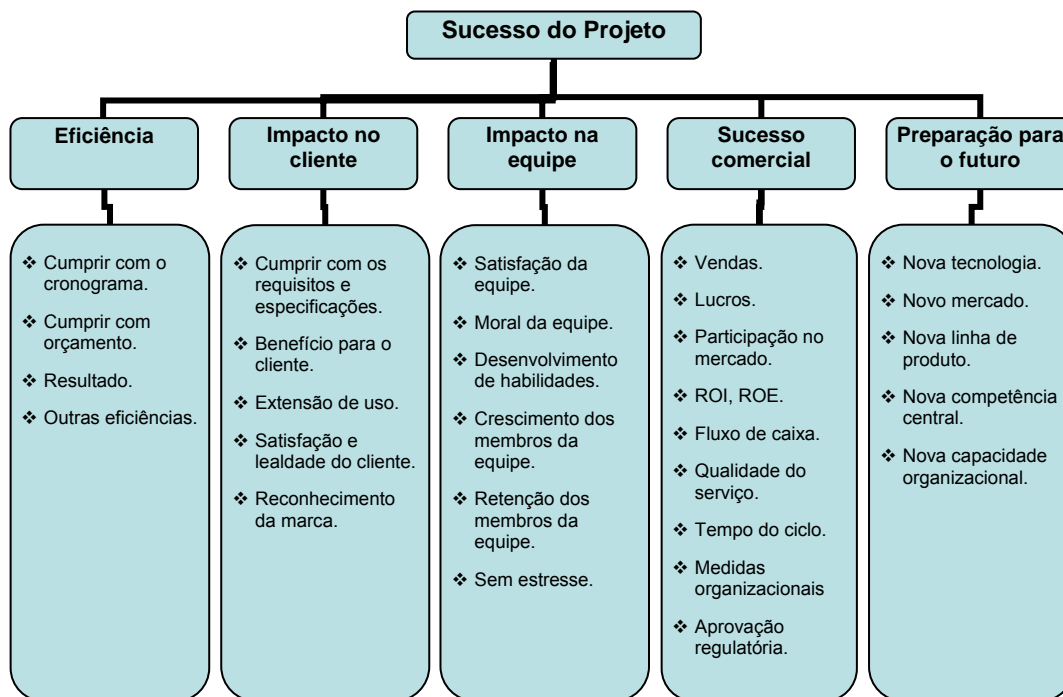 Sucesso do Projeto
Eficiência
Impacto no
cliente
Impacto na
equipe
Sucesso
comercial
Preparação para
o futuro
❖ Cumprir com o
cronograma.
❖ Cumprir com
orçamento.
❖ Resultado.
❖ Outras eficiências.
❖ Cumprir com os
requisitos e
especificações.
❖ Benefício para o
cliente.
❖ Extensão de uso.
❖ Satisfação e
lealdade do cliente.
❖ Reconhecimento
da marca.
❖ Satisfação da
equipe.
❖ Moral da equipe.
❖ Desenvolvimento
de habilidades.
❖ Crescimento dos
membros da
equipe.
❖ Retenção dos
membros da
equipe.
❖ Sem estresse.
❖ Vendas.
❖ Lucros.
❖ Participação no
mercado.
❖ ROI, ROE.
❖ Fluxo de caixa.
❖ Qualidade do
serviço.
❖ Tempo do ciclo.
❖ Medidas
organizacionais
❖ Aprovação
regulatória.
❖ Nova tecnologia.
❖ Novo mercado.
❖ Nova linha de
produto.
❖ Nova competência
central.
❖ Nova capacidade
organizacional.